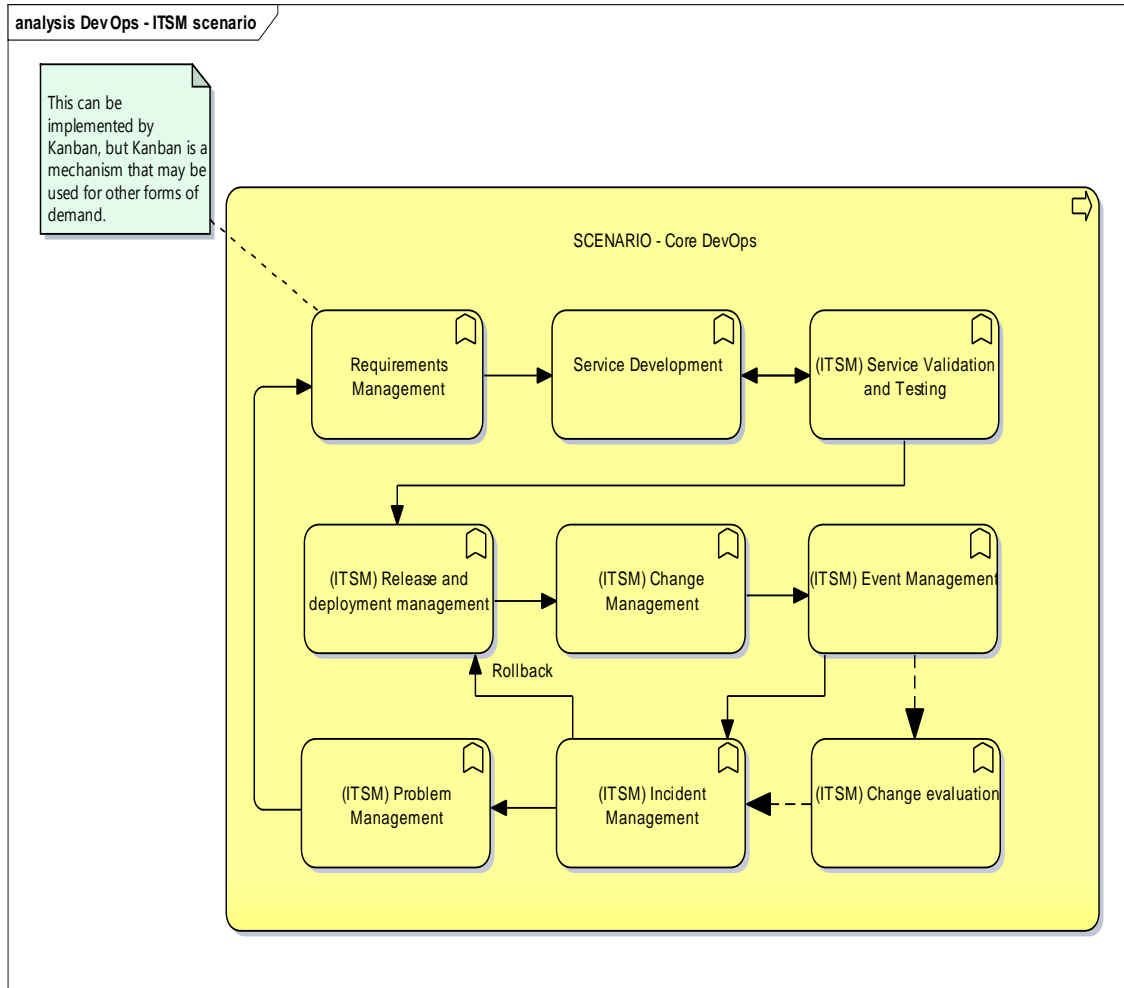 analysis DevOps - ITSM scenario
This can be
implemented by
Kanban, but Kanban is a
mechanism that may be
used for other forms of
demand.
SCENARIO - Core DevOps
Requirements
Management
Service Development
(ITSM) Service Validation
and Testing
(ITSM) Release and
deployment management
(ITSM) Change
Management
(ITSM) Event Management
Rollback
(ITSM) Problem
Management
(ITSM) Incident
Management
(ITSM) Change evaluation